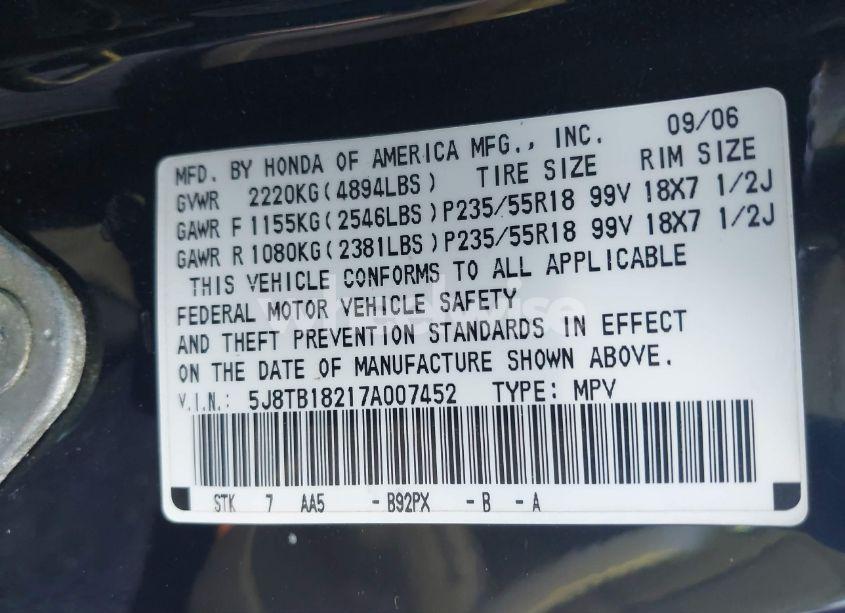 MFD. BY HONDA OF AMERICA MFG., INC. 09/06
GVWR 2220KG(4894LBS) TIRE SIZE RIM SIZE
GAWR F 1155KG(2546LBS)P235/55R18 99V 18X7 1/2J
GAWR R 1080KG(2381LBS)P235/55R18 99V 18X7 1/2J
THIS VEHICLE CONFORMS TO ALL APPLICABLE
FEDERAL MOTOR VEHICLE SAFETY
AND THEFT PREVENTION STANDARDS IN EFFECT
ON THE DATE OF MANUFACTURE SHOWN ABOVE.
V.I.N.: 5J8TB18217A007452 TYPE: MPV
STK 7 AA5 -B92PX -B -A